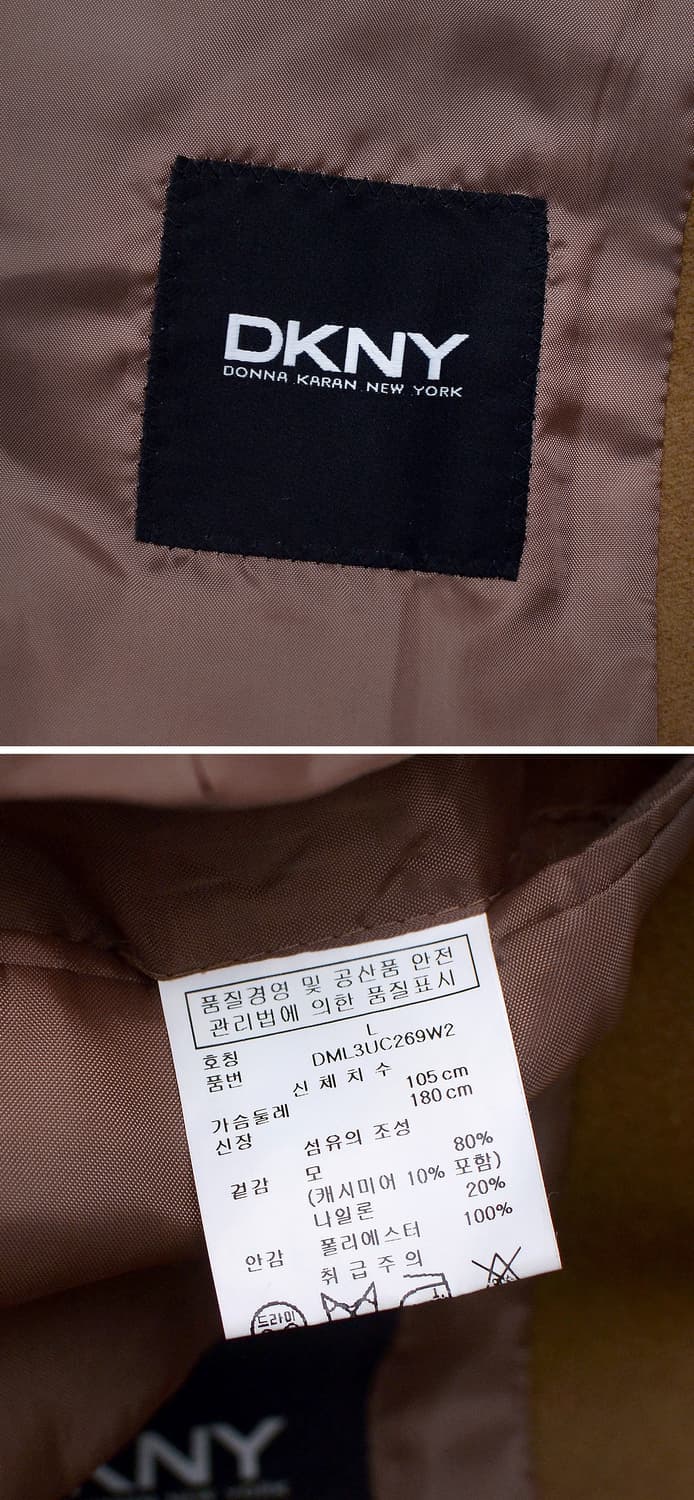 DKNY
DONNA KARAN NEW YORK
품질경영 및 공산품 안전
관리법에 의한 품질표시
호칭 L
품번 DML3UC269W2
신 체 치 수
가슴둘레 105 cm
신장 180 cm
섬유의 조성
겉감 모 80%
(캐시미어 10% 포함)
나일론 20%
안감 폴리에스터 100%
취 급 주 의
드라이
KNY